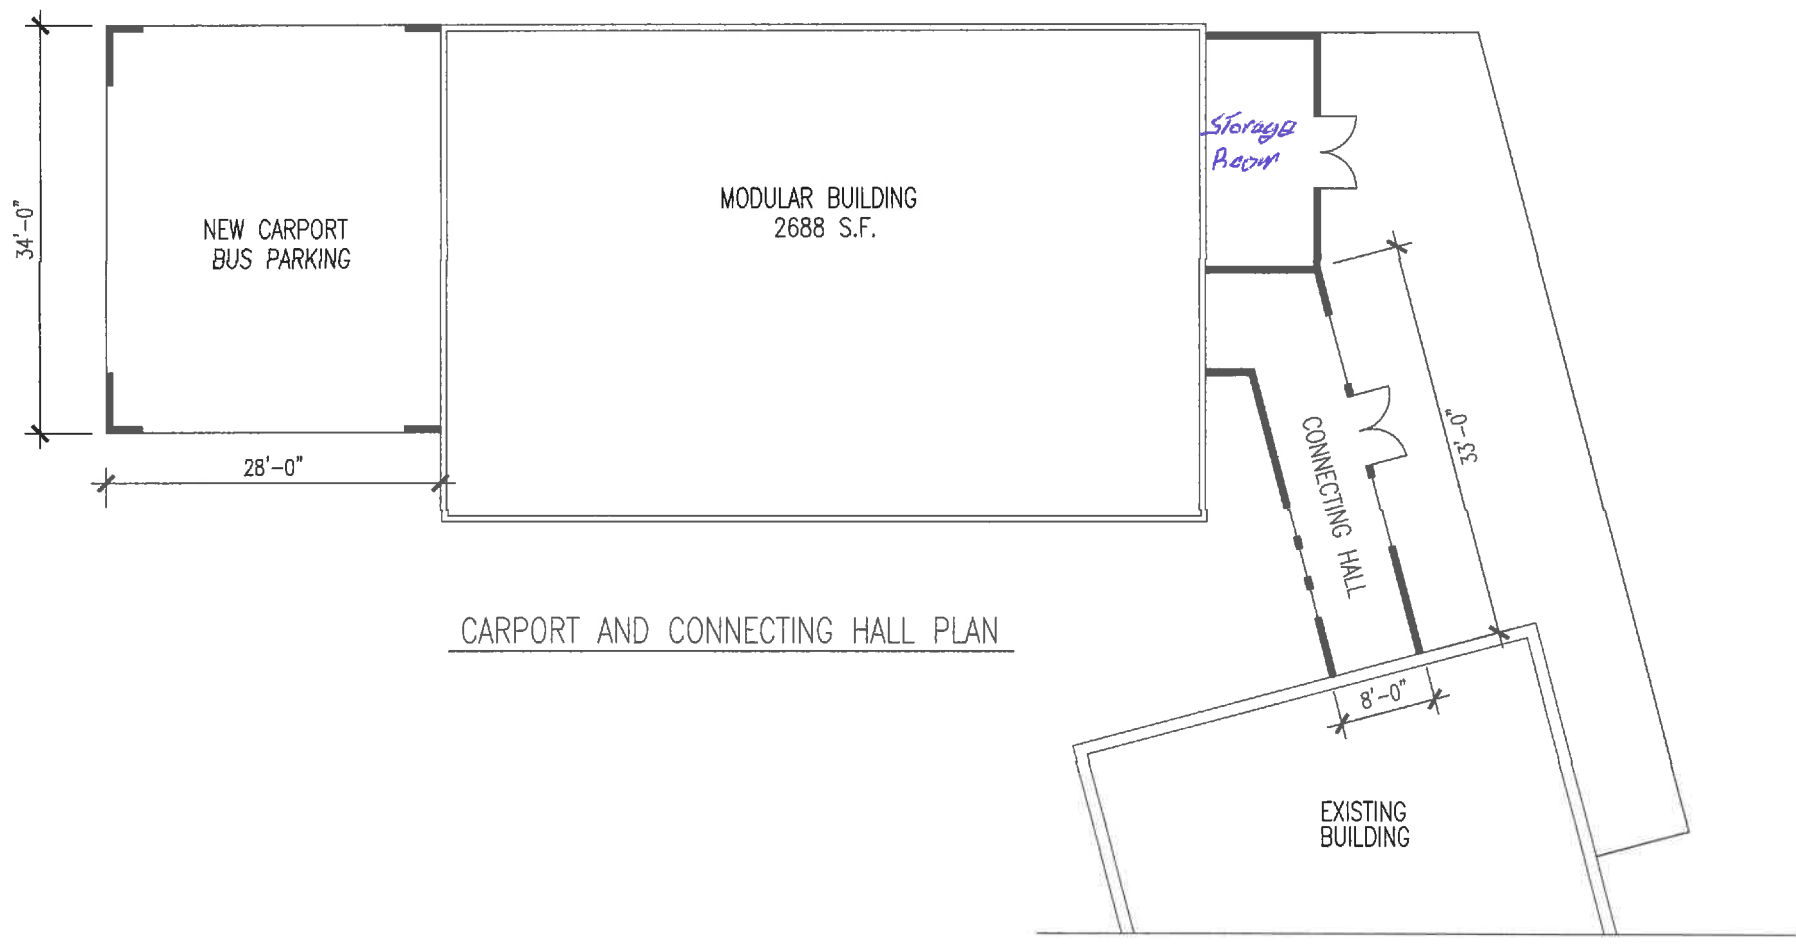 34'-0"
NEW CARPORT
BUS PARKING
28'-0"
MODULAR BUILDING
2688 S.F.
Storage
Room
CONNECTING HALL
33'-0"
8'-0"
CARPORT AND CONNECTING HALL PLAN
EXISTING
BUILDING